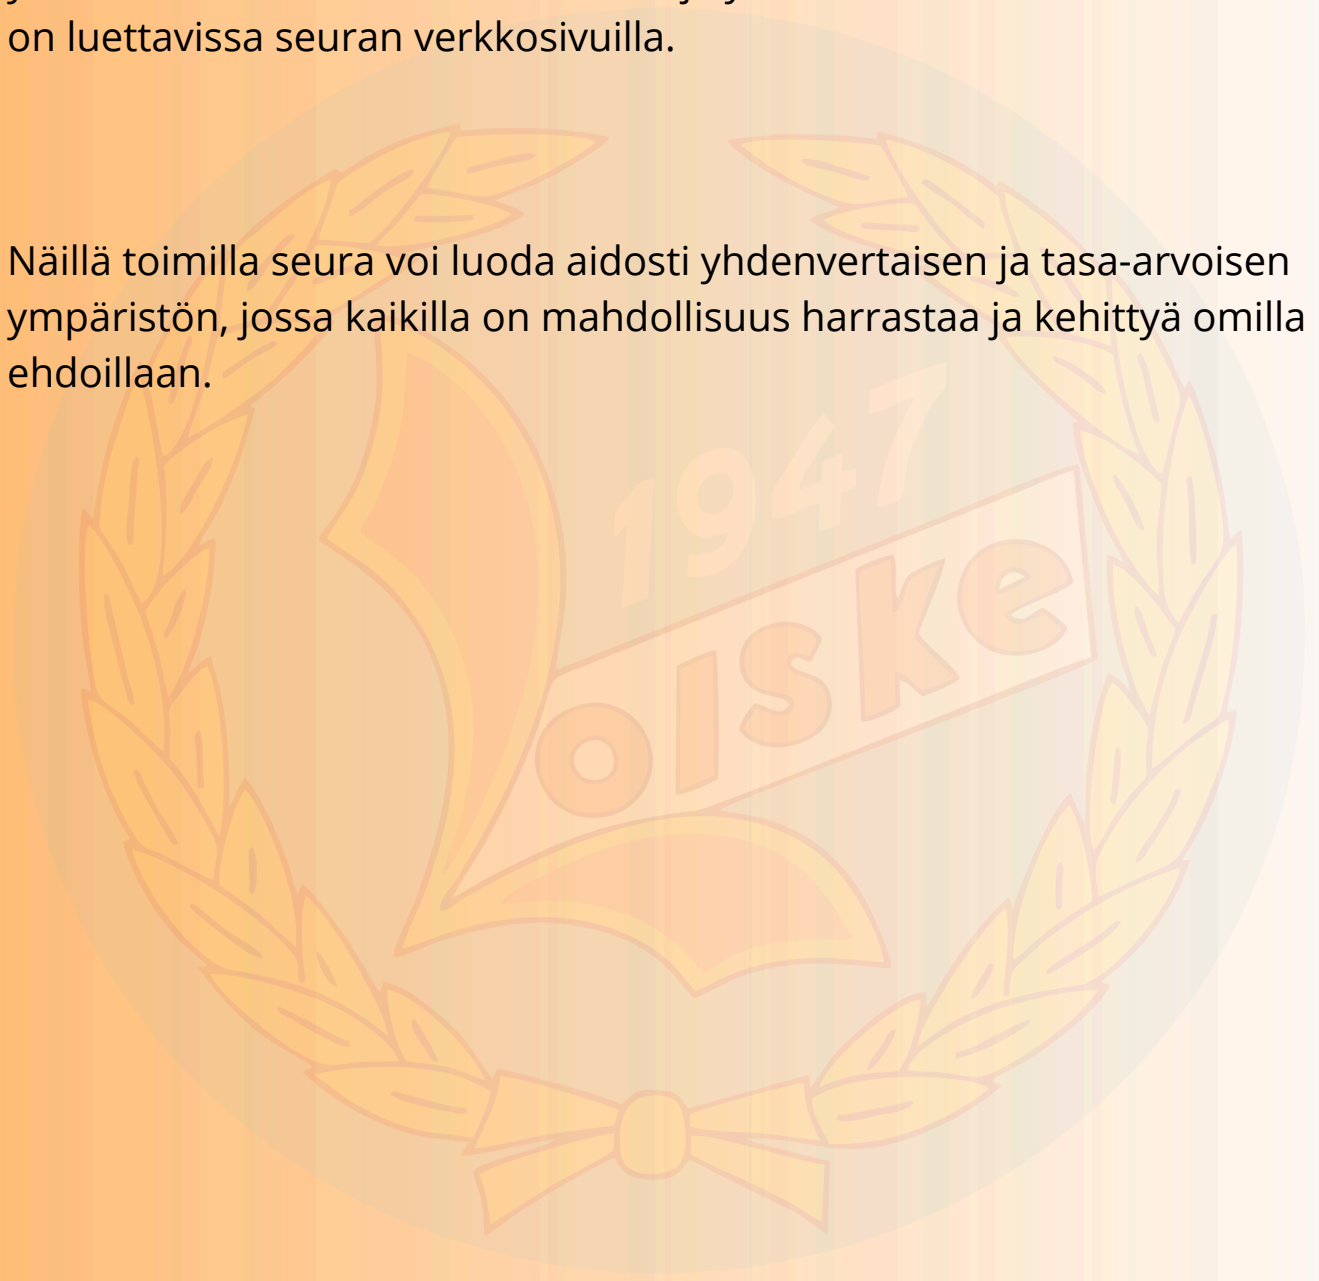 on luettavissa seuran verkkosivuilla.
Näillä toimilla seura voi luoda aidosti yhdenvertaisen ja tasa-arvoisen
ympäristön, jossa kaikilla on mahdollisuus harrastaa ja kehittyä omilla
ehdoillaan.
1947
OISKe